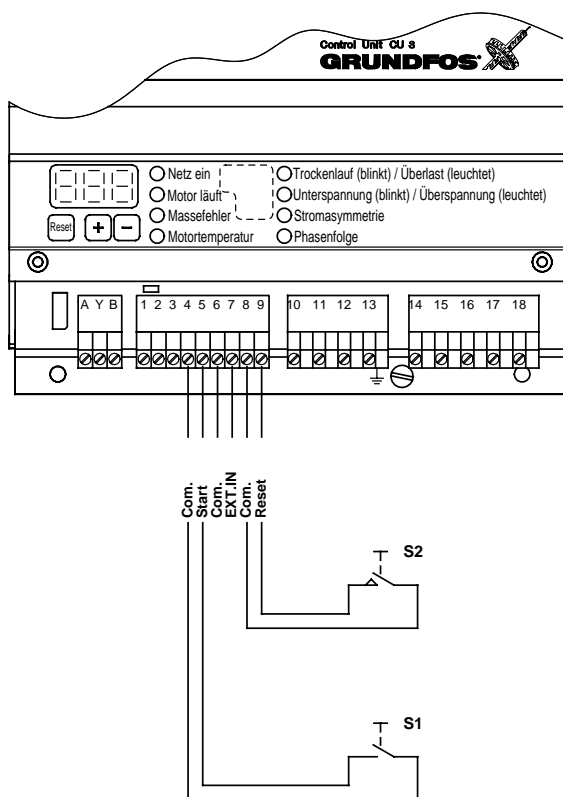 Control Unit CU 3
GRUNDFOS
Netz ein
Motor läuft
Massefehler
Motortemperatur
Trockenlauf (blinkt) / Überlast (leuchtet)
Unterspannung (blinkt) / Überspannung (leuchtet)
Stromasymmetrie
Phasenfolge
Reset + −
A Y B 1 2 3 4 5 6 7 8 9 10 11 12 13 14 15 16 17 18
Com.
Start
Com.
EXT.IN
Com.
Reset
S2
S1